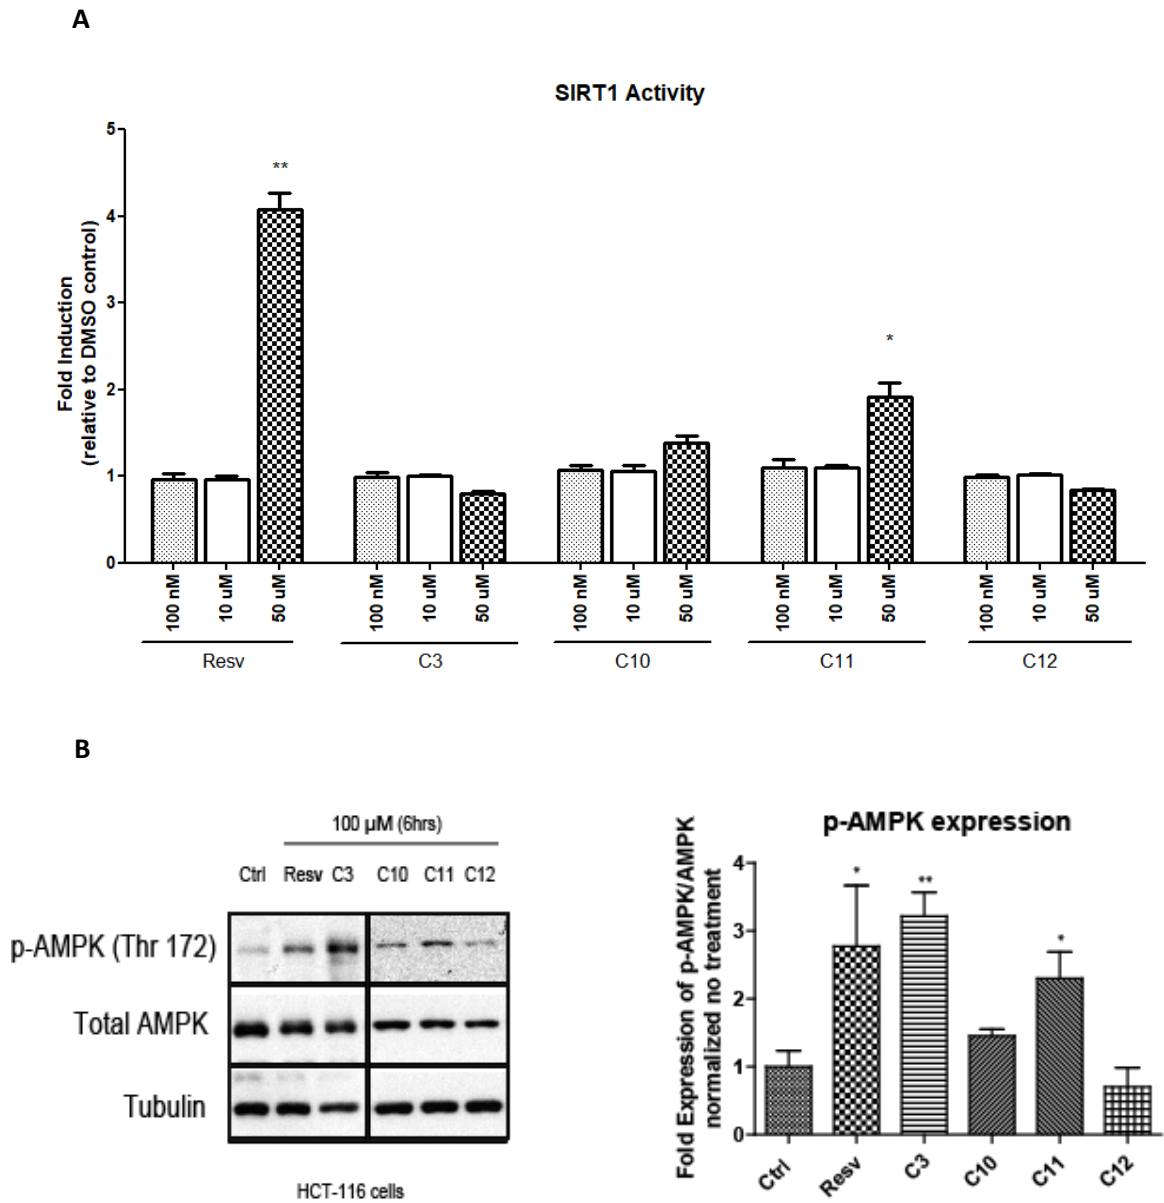 A
SIRT1 Activity
Fold Induction
(relative to DMSO control)
5
4
3
2
1
0
**
*
100 nM 10 uM 50 uM 100 nM 10 uM 50 uM 100 nM 10 uM 50 uM 100 nM 10 uM 50 uM 100 nM 10 uM 50 uM
Resv C3 C10 C11 C12
B
100 µM (6hrs)
Ctrl Resv C3 C10 C11 C12
p-AMPK (Thr 172)
Total AMPK
Tubulin
HCT-116 cells
p-AMPK expression
Fold Expression of p-AMPK/AMPK
normalized no treatment
4
3
2
1
0
* ** *
Ctrl Resv C3 C10 C11 C12